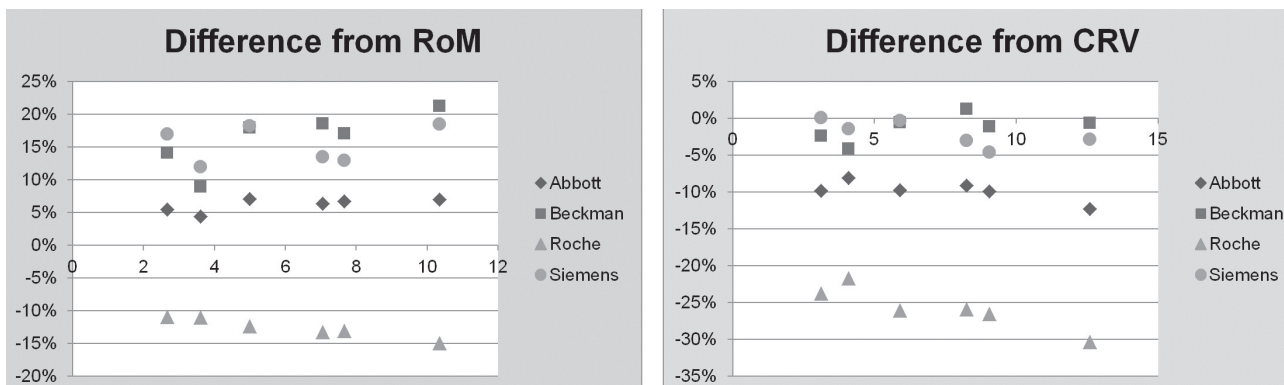 Difference from RoM
25%
20%
15%
10%
5%
0%
-5%
-10%
-15%
-20%
0 2 4 6 8 10 12
Abbott
Beckman
Roche
Siemens
Difference from CRV
5%
0%
-5%
-10%
-15%
-20%
-25%
-30%
-35%
0 5 10 15
Abbott
Beckman
Roche
Siemens